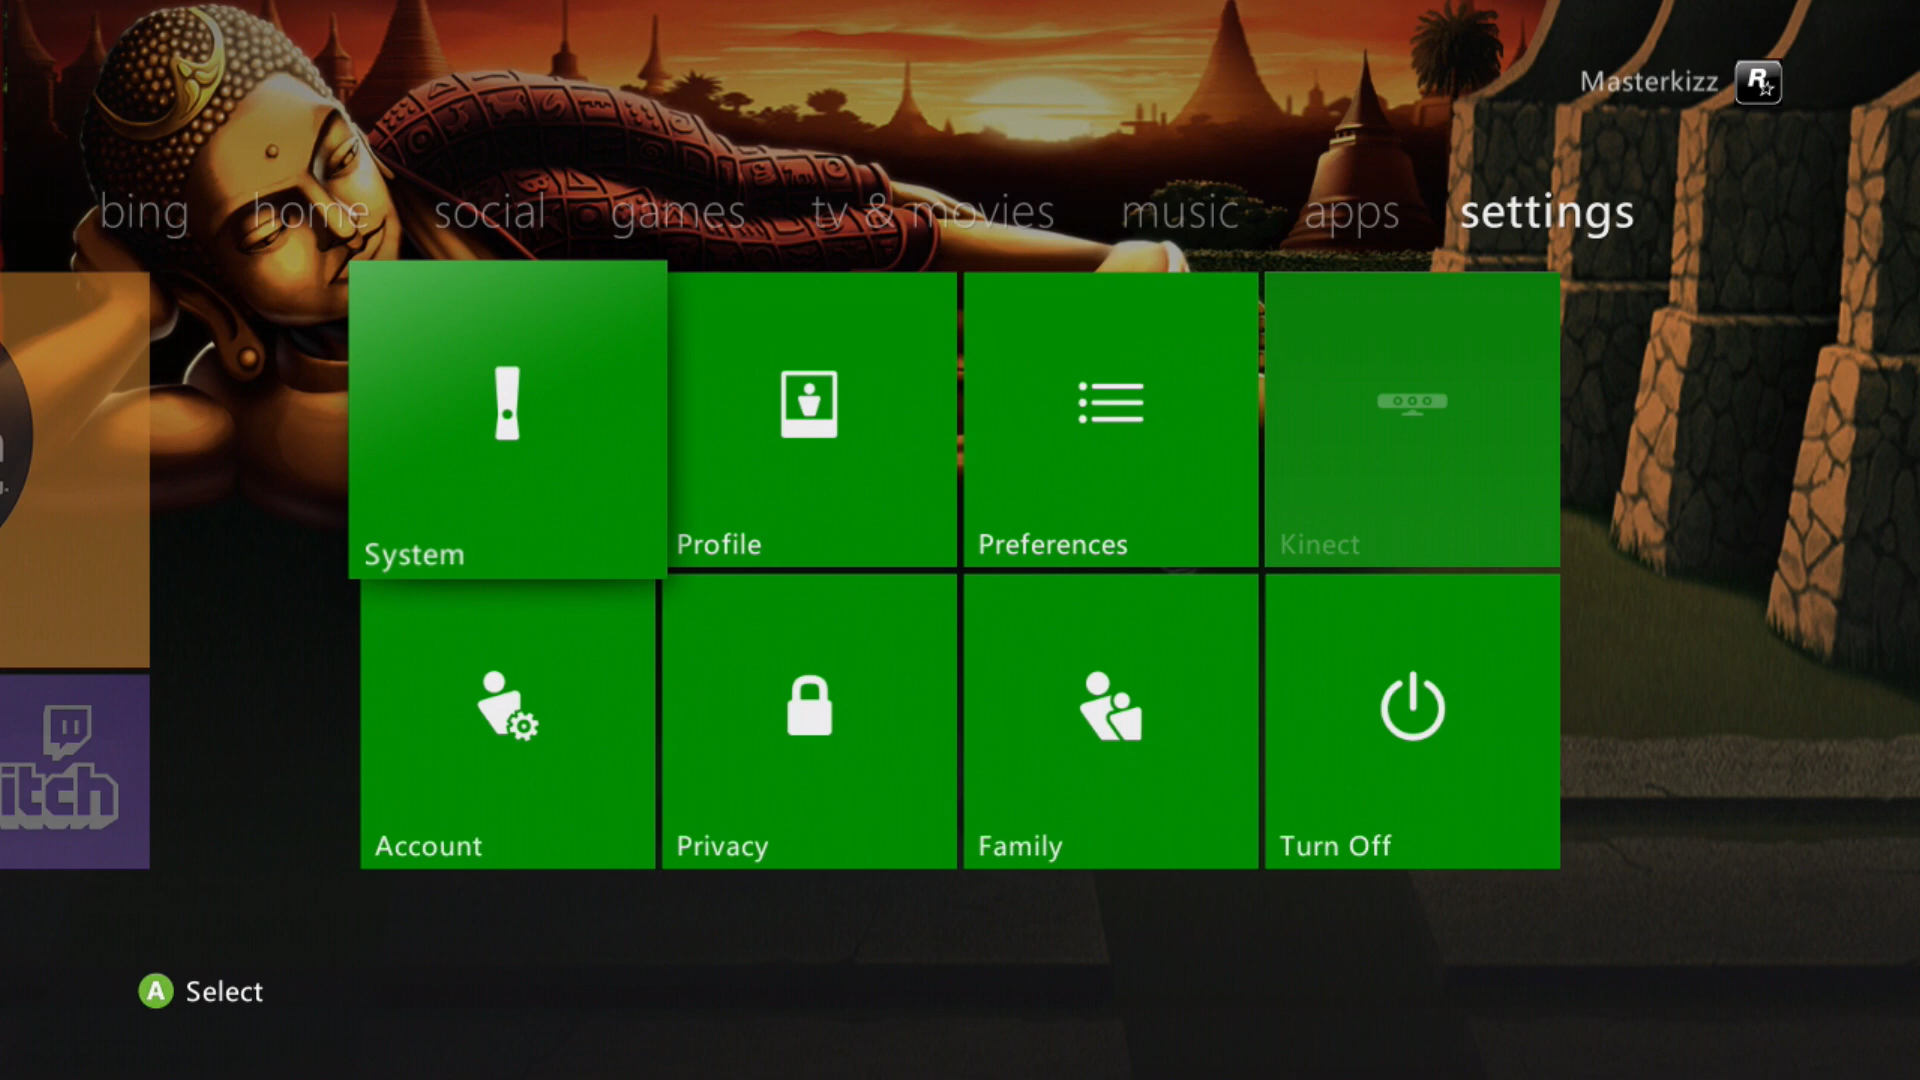 Masterkizz
bing home social games tv & movies music apps settings
System Profile Preferences Kinect
Account Privacy Family Turn Off
itch
A Select